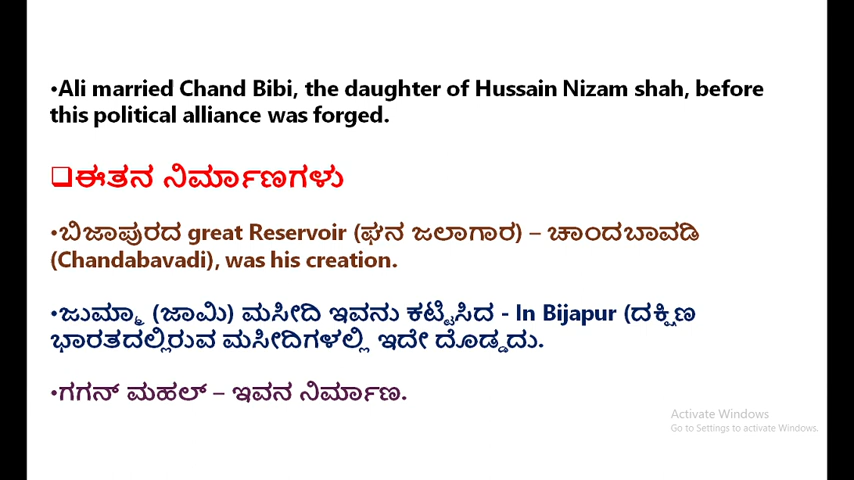 •Ali married Chand Bibi, the daughter of Hussain Nizam shah, before
this political alliance was forged.
❑ಈತನ ನಿರ್ಮಾಣಗಳು
•ಬಿಜಾಪುರದ great Reservoir (ಘನ ಜಲಾಗಾರ) – ಚಾಂದಬಾವಡಿ
(Chandabavadi), was his creation.
•ಜುಮ್ಮಾ (ಜಾಮಿ) ಮಸೀದಿ ಇವನು ಕಟ್ಟಿಸಿದ - In Bijapur (ದಕ್ಷಿಣ
ಭಾರತದಲ್ಲಿರುವ ಮಸೀದಿಗಳಲ್ಲಿ ಇದೇ ದೊಡ್ಡದು.
•ಗಗನ್ ಮಹಲ್ – ಇವನ ನಿರ್ಮಾಣ.
Activate Windows
Go to Settings to activate Windows.